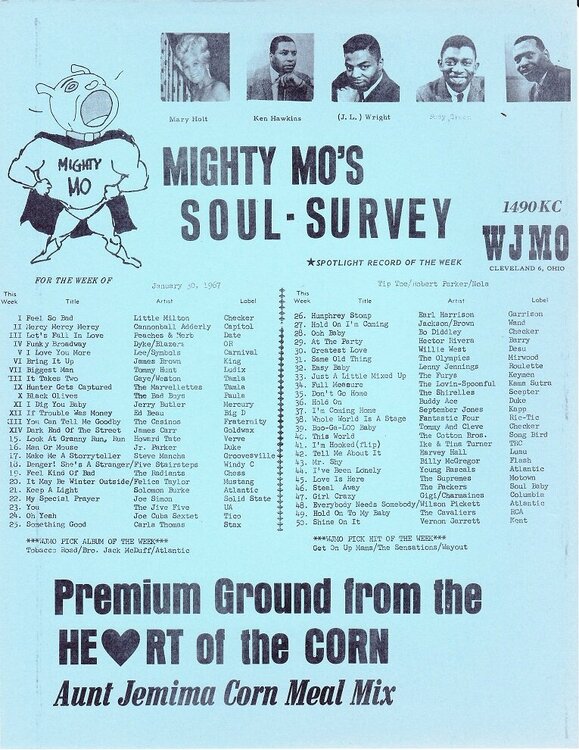 Mary Holt Ken Hawkins (J.L.) Wright
MIGHTY MO
MIGHTY MO'S
SOUL-SURVEY
1490 KC
WJMO
CLEVELAND 6, OHIO
★SPOTLIGHT RECORD OF THE WEEK
FOR THE WEEK OF January 30, 1967
Tip Toe/Robert Parker/Nola
This Week Title Artist Label
I Feel So Bad Little Milton Checker
II Mercy Mercy Mercy Cannonball Adderly Capitol
III Let's Fall In Love Peaches & Herb Date
IV Funky Broadway Dyke/Blazers OR
V I Love You More Lee/Symbols Carnival
VI Bring It Up James Brown King
VII Biggest Man Tommy Hunt Ludix
VIII It Takes Two Gaye/Weston Tamla
IX Hunter Gets Captured The Marvellettes Tamla
X Black Olives The Bad Boys Paula
XI I Dig You Baby Jerry Butler Mercury
XII If Trouble Was Money Ed Beau Big D
XIII You Can Tell Me Goodby The Casinos Fraternity
XIV Dark End Of The Street James Carr Goldwax
15. Look At Granny Run, Run Howard Tate Verve
16. Man Or Mouse Jr. Parker Duke
17. Make Me A Storyteller Steve Mancha Groovesville
18. Danger! She's A Stranger/Five Stairsteps Windy C
19. Feel Kind Of Bad The Radiants Chess
20. It May Be Winter Outside/Felice Taylor Mustang
21. Keep A Light Solomon Burke Atlantic
22. My Special Prayer Joe Simon Solid State
23. You The Jive Five UA
24. Oh Yeah Joe Cuba Sextet Tico
25. Something Good Carla Thomas Stax
***WJMO PICK ALBUM OF THE WEEK***
Tobacco Road/Bro. Jack McDuff/Atlantic
This Week Title Artist Label
26. Humphrey Stomp Earl Harrison Garrison
27. Hold On I'm Coming Jackson/Brown Wand
28. Ooh Baby Bo Diddley Checker
29. At The Party Hector Rivera Barry
30. Greatest Love Willie West Desu
31. Same Old Thing The Olympics Mirwood
32. Easy Baby Lenny Jennings Roulette
33. Just A Little Mixed Up The Furys Keymen
34. Full Measure The Lovin-Spoonful Kama Sutra
35. Don't Go Home The Shirelles Scepter
36. Hold On Buddy Ace Duke
37. I'm Coming Home September Jones Kapp
38. Whole World Is A Stage Fantastic Four Ric-Tic
39. Boo-Ga-LOO Baby Tommy And Cleve Checker
40. This World The Cotton Bros. Song Bird
41. I'm Hooked(flip) Ike & Tina Turner TRC
42. Tell Me About It Harvey Hall Lunu
43. Mr. Shy Billy McGregor Flash
44. I've Been Lonely Young Rascals Atlantic
45. Love Is Here The Supremes Motown
46. Steal Away The Packers Soul Baby
47. Girl Crazy Gigi/Charmaines Columbia
48. Everybody Needs Somebody/Wilson Pickett Atlantic
49. Hold On To My Baby The Cavaliers RCA
50. Shine On It Vernon Jarrett Kent
***WJMO PICK HIT OF THE WEEK***
Get On Up Mama/The Sensations/Wayout
Premium Ground from the
HE♥RT of the CORN
Aunt Jemima Corn Meal Mix